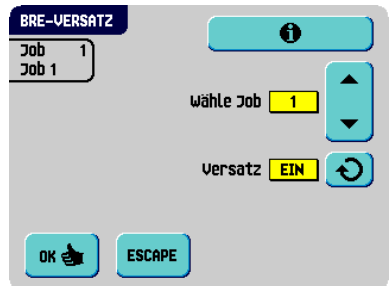 BRE-VERSATZ
Job 1
Job 1
Wähle Job 1
Versatz EIN
OK ESCAPE